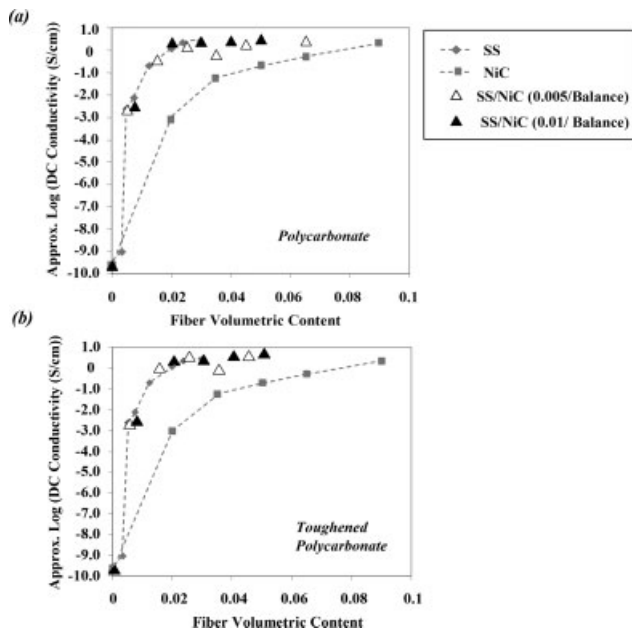 (a)
1.0
0.0
-1.0
-2.0
-3.0
-4.0
-5.0
-6.0
-7.0
-8.0
-9.0
-10.0
Approx. Log (DC Conductivity (S/cm))
Polycarbonate
0 0.02 0.04 0.06 0.08 0.1
Fiber Volumetric Content
SS
NiC
SS/NiC (0.005/Balance)
SS/NiC (0.01/ Balance)
(b)
1.0
0
-1.0
-2.0
-3.0
-4.0
-5.0
-6.0
-7.0
-8.0
-9.0
-10.0
Approx. Log (DC Conductivity (S/cm))
Toughened
Polycarbonate
0 0.02 0.04 0.06 0.08 0.1
Fiber Volumetric Content